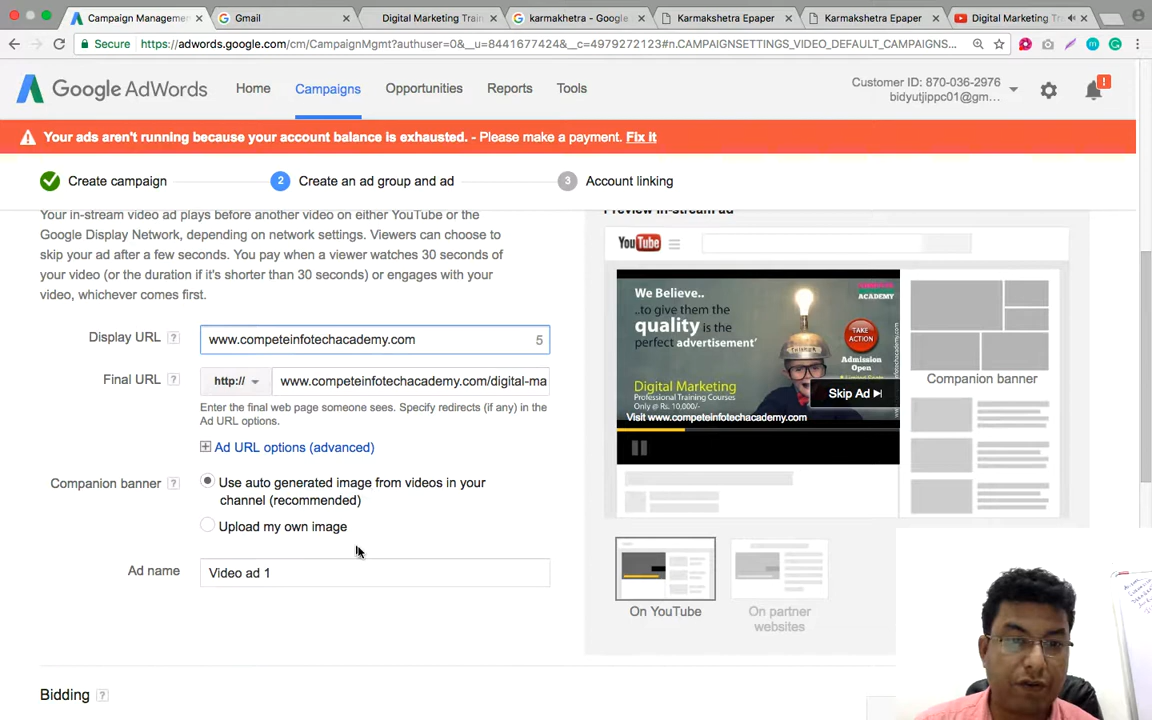 Campaign Management
Gmail
Digital Marketing Train
karmakhetra - Google
Karmakshetra Epaper
Karmakshetra Epaper
Digital Marketing Tr
Secure
https://adwords.google.com/cm/CampaignMgmt?authuser=0&__u=8441677424&__c=4979272123#n.CAMPAIGNSETTINGS_VIDEO_DEFAULT_CAMPAIGNS...
Google AdWords
Home
Campaigns
Opportunities
Reports
Tools
Customer ID: 870-036-2976
bidyutjippc01@gm...
!
Your ads aren't running because your account balance is exhausted. - Please make a payment. Fix it
Create campaign
2 Create an ad group and ad
3 Account linking
Preview in-stream ad
Your in-stream video ad plays before another video on either YouTube or the
Google Display Network, depending on network settings. Viewers can choose to
skip your ad after a few seconds. You pay when a viewer watches 30 seconds of
your video (or the duration if it's shorter than 30 seconds) or engages with your
video, whichever comes first.
Display URL ?
www.competeinfotechacademy.com 5
Final URL ?
http://
www.competeinfotechacademy.com/digital-ma
Enter the final web page someone sees. Specify redirects (if any) in the
Ad URL options.
Ad URL options (advanced)
Companion banner ?
Use auto generated image from videos in your
channel (recommended)
Upload my own image
Ad name
Video ad 1
Bidding ?
YouTube
We Believe..
..to give them the
quality is the
perfect advertisement'
ACADEMY
TAKE
ACTION
Admission
Open
THINKER
Digital Marketing
Professional Training Courses
Only @ Rs. 10,000/-
Visit www.competeinfotechacademy.com
Skip Ad
Companion banner
On YouTube
On partner
websites